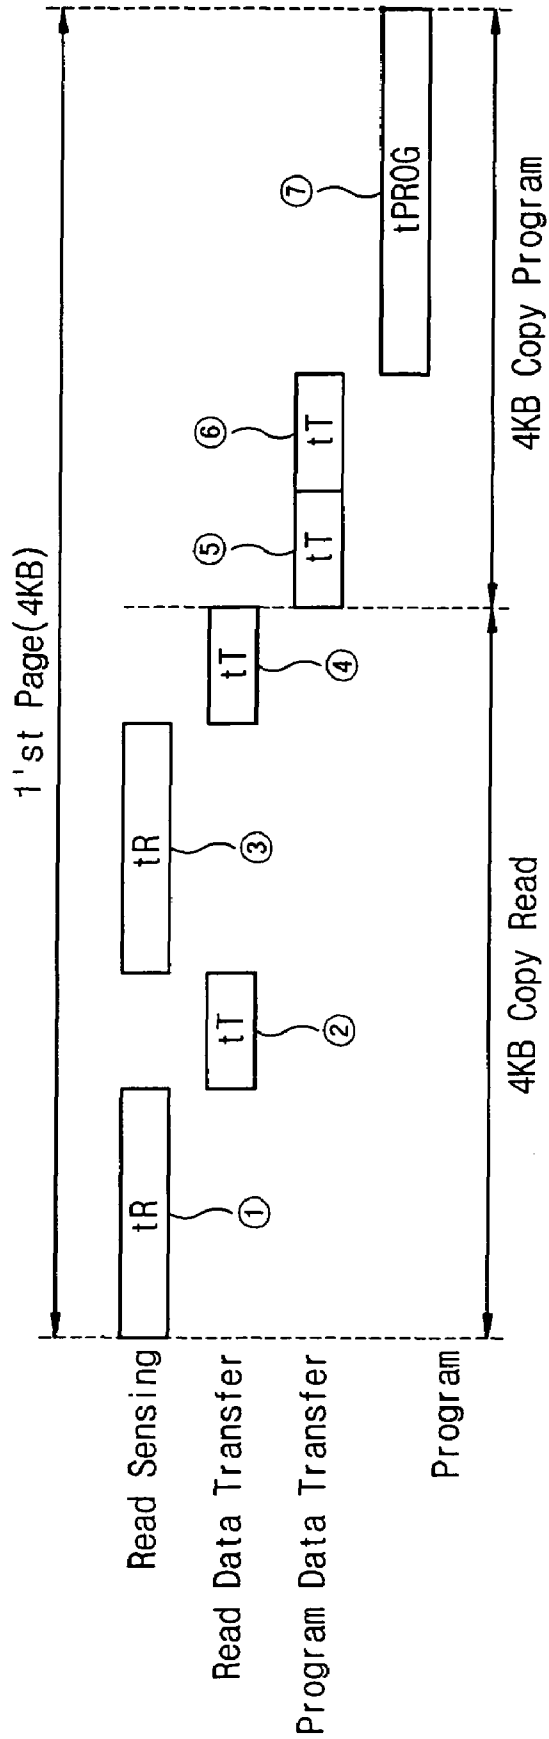 1'st Page(4KB)
Read Sensing
tR
tR
①
③
Read Data Transfer
tT
tT
②
④
Program Data Transfer
tT
tT
⑤
⑥
Program
tPROG
⑦
4KB Copy Read
4KB Copy Program